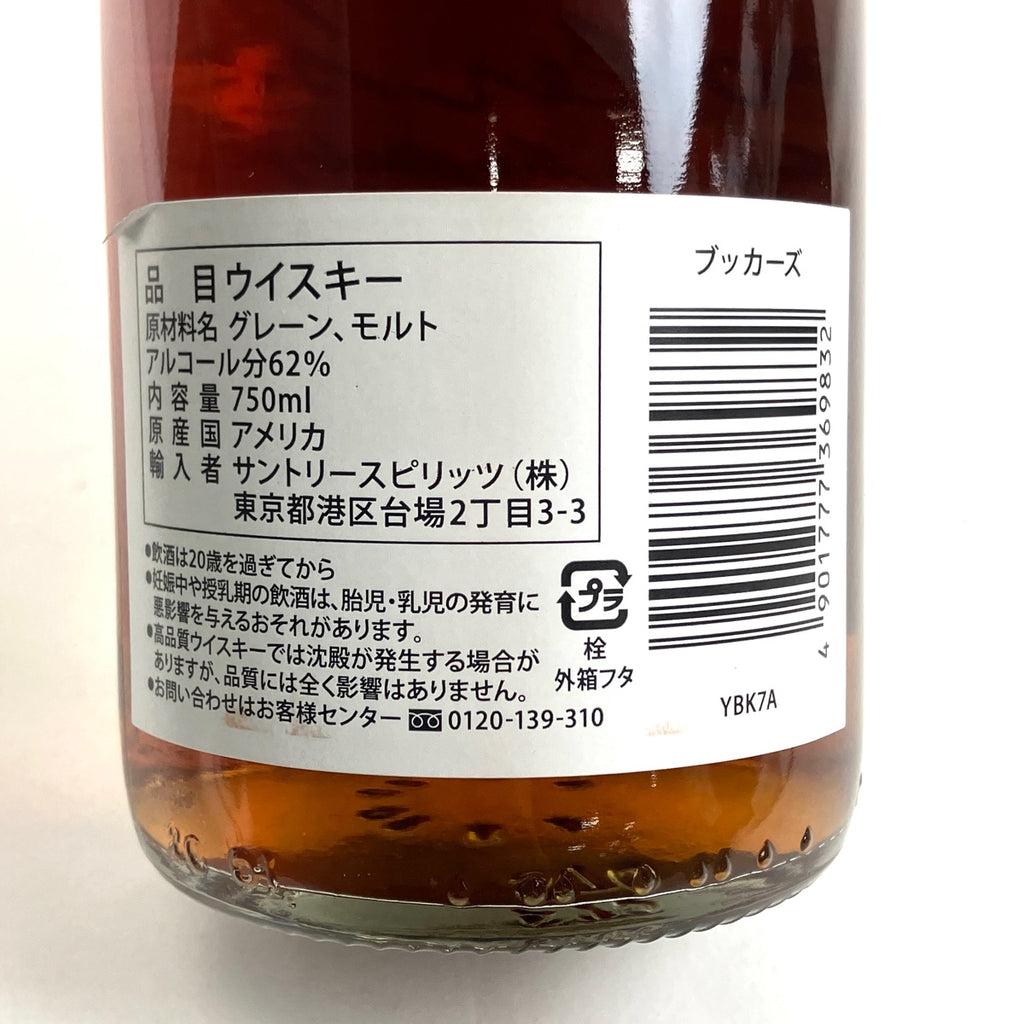 品目 ウイスキー
原材料名 グレーン、モルト
アルコール分62%
内容量 750ml
原産国 アメリカ
輸入者 サントリースピリッツ(株)
東京都港区台場2丁目3-3
●飲酒は20歳を過ぎてから
●妊娠中や授乳期の飲酒は、胎児・乳児の発育に
悪影響を与えるおそれがあります。
●高品質ウイスキーでは沈殿が発生する場合が
ありますが、品質には全く影響はありません。
●お問い合わせはお客様センター 0120-139-310
プラ
栓
外箱フタ
ブッカーズ
4 901777 369832
YBK7A